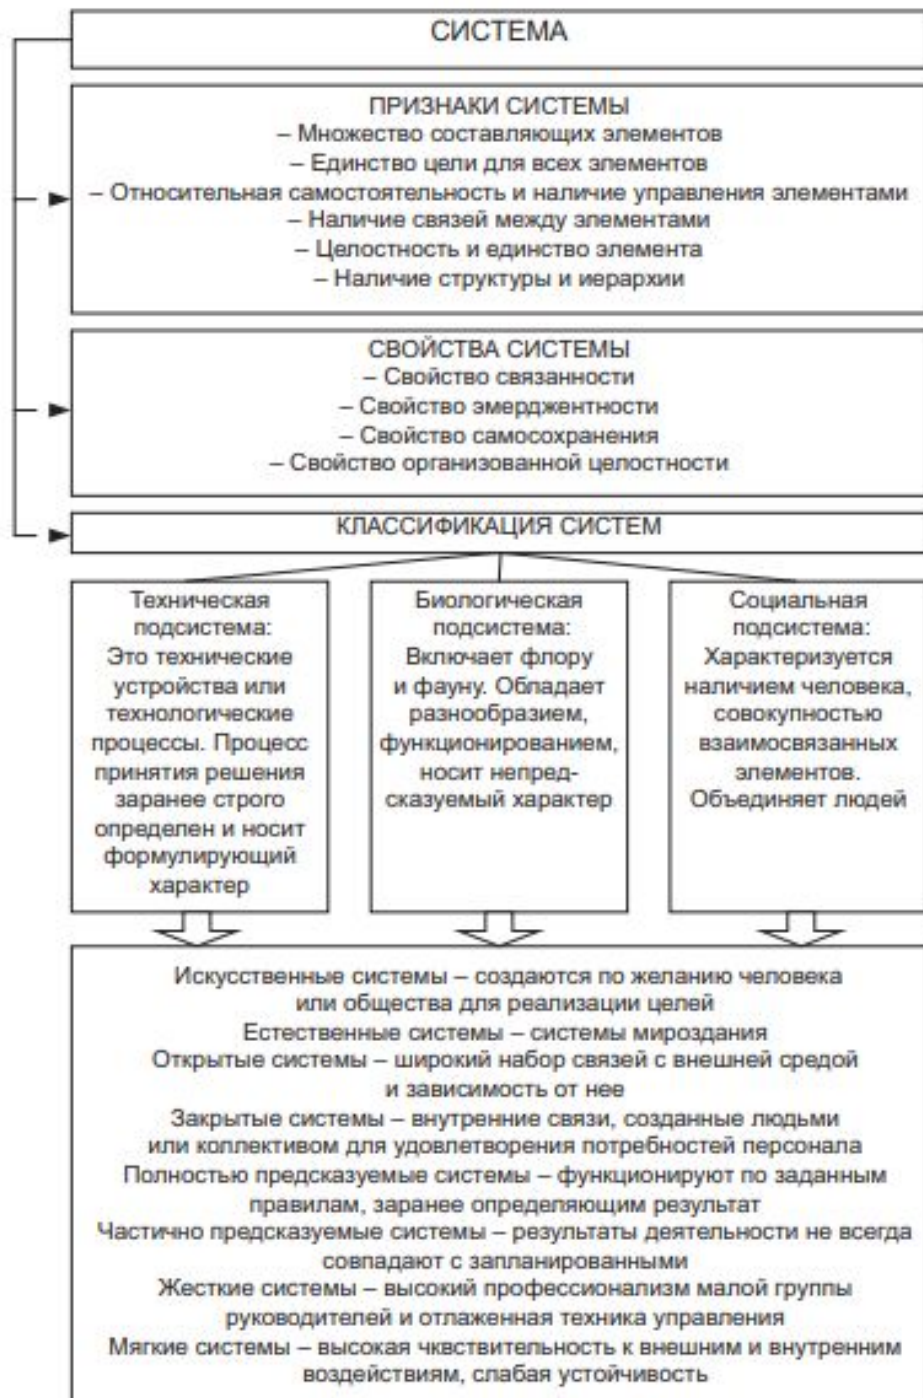 СИСТЕМА
ПРИЗНАКИ СИСТЕМЫ
– Множество составляющих элементов
– Единство цели для всех элементов
– Относительная самостоятельность и наличие управления элементами
– Наличие связей между элементами
– Целостность и единство элемента
– Наличие структуры и иерархии
СВОЙСТВА СИСТЕМЫ
– Свойство связанности
– Свойство эмерджентности
– Свойство самосохранения
– Свойство организованной целостности
КЛАССИФИКАЦИЯ СИСТЕМ
Техническая
подсистема:
Это технические
устройства или
технологические
процессы. Процесс
принятия решения
заранее строго
определен и носит
формулирующий
характер
Биологическая
подсистема:
Включает флору
и фауну. Обладает
разнообразием,
функционированием,
носит непред-
сказуемый характер
Социальная
подсистема:
Характеризуется
наличием человека,
совокупностью
взаимосвязанных
элементов.
Объединяет людей
Искусственные системы – создаются по желанию человека
или общества для реализации целей
Естественные системы – системы мироздания
Открытые системы – широкий набор связей с внешней средой
и зависимость от нее
Закрытые системы – внутренние связи, созданные людьми
или коллективом для удовлетворения потребностей персонала
Полностью предсказуемые системы – функционируют по заданным
правилам, заранее определяющим результат
Частично предсказуемые системы – результаты деятельности не всегда
совпадают с запланированными
Жесткие системы – высокий профессионализм малой группы
руководителей и отлаженная техника управления
Мягкие системы – высокая чквствительность к внешним и внутренним
воздействиям, слабая устойчивость